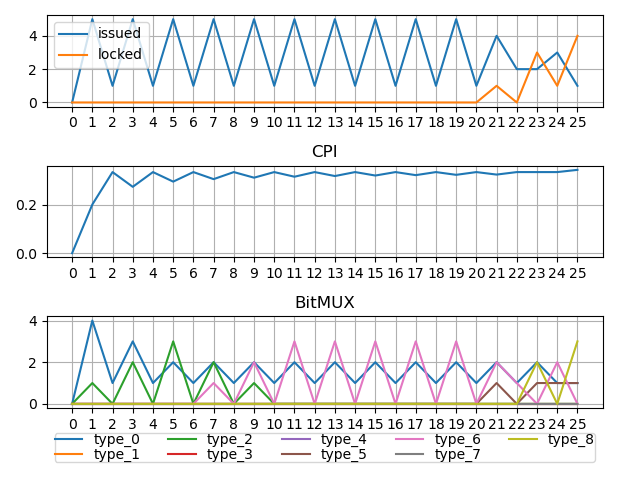 4
issued
2
locked
0
0 1 2 3 4 5 6 7 8 9 10 11 12 13 14 15 16 17 18 19 20 21 22 23 24 25
CPI
0.2
0.0
0 1 2 3 4 5 6 7 8 9 10 11 12 13 14 15 16 17 18 19 20 21 22 23 24 25
BitMUX
4
2
0
0 1 2 3 4 5 6 7 8 9 10 11 12 13 14 15 16 17 18 19 20 21 22 23 24 25
type_0 type_2 type_4 type_6 type_8
type_1 type_3 type_5 type_7